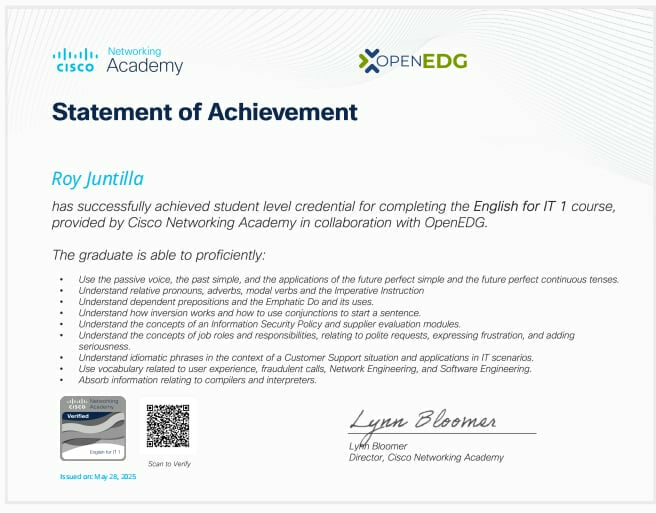 Networking
CISCO Academy
OPENEDG
Statement of Achievement
Roy Juntilla
has successfully achieved student level credential for completing the English for IT 1 course,
provided by Cisco Networking Academy in collaboration with OpenEDG.
The graduate is able to proficiently:
• Use the passive voice, the past simple, and the applications of the future perfect simple and the future perfect continuous tenses.
• Understand relative pronouns, adverbs, modal verbs and the Imperative Instruction
• Understand dependent prepositions and the Emphatic Do and its uses.
• Understand how inversion works and how to use conjunctions to start a sentence.
• Understand the concepts of an Information Security Policy and supplier evaluation modules.
• Understand the concepts of job roles and responsibilities, relating to polite requests, expressing frustration, and adding
seriousness.
• Understand idiomatic phrases in the context of a Customer Support situation and applications in IT scenarios.
• Use vocabulary related to user experience, fraudulent calls, Network Engineering, and Software Engineering.
• Absorb information relating to compilers and interpreters.
Networking
CISCO Academy
Verified
English for IT 1
Scan to Verify
Issued on: May 28, 2025
Lynn Bloomer
Lynn Bloomer
Director, Cisco Networking Academy